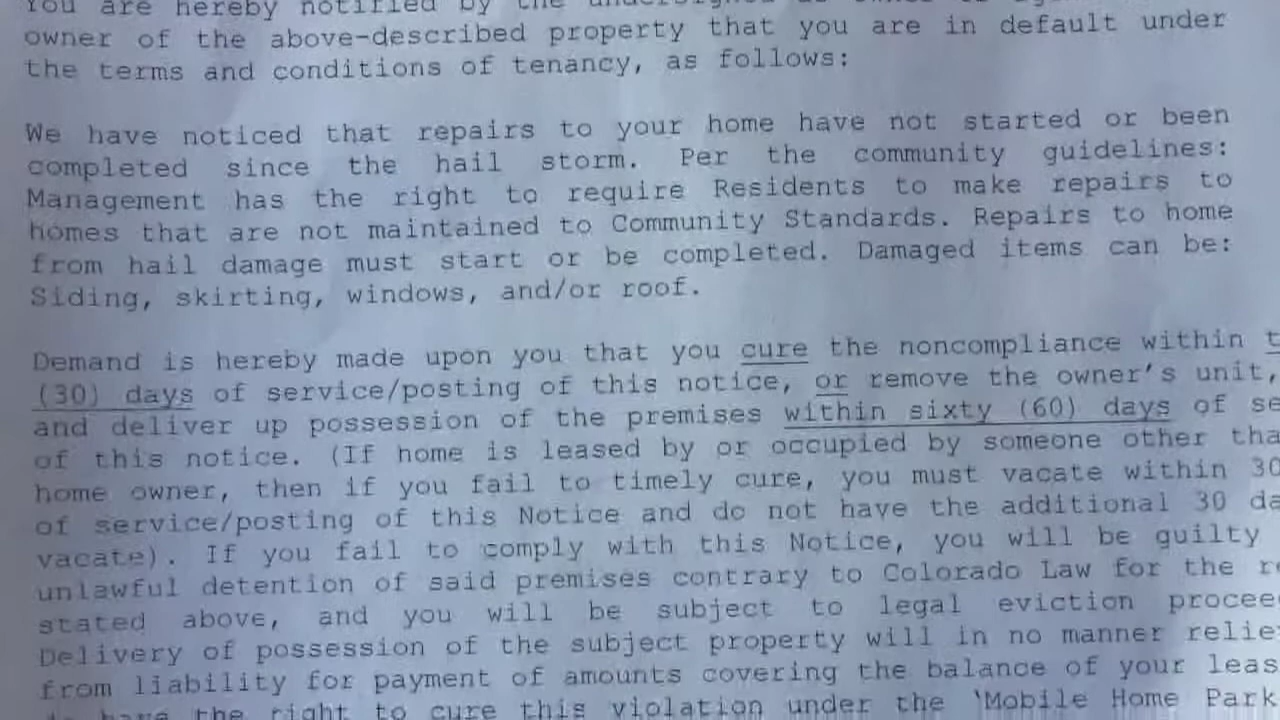 You are hereby notified by the
owner of the above-described property that you are in default under
the terms and conditions of tenancy, as follows:
We have noticed that repairs to your home have not started or been
completed since the hail storm. Per the community guidelines:
Management has the right to require Residents to make repairs to
homes that are not maintained to Community Standards. Repairs to home
from hail damage must start or be completed. Damaged items can be:
Siding, skirting, windows, and/or roof.
Demand is hereby made upon you that you cure the noncompliance within
(30) days of service/posting of this notice, or remove the owner's unit,
and deliver up possession of the premises within sixty (60) days of
of this notice. (If home is leased by or occupied by someone other
home owner, then if you fail to timely cure, you must vacate within 30
of service/posting of this Notice and do not have the additional 30
vacate). If you fail to comply with this Notice, you will be guilty
unlawful detention of said premises contrary to Colorado Law for the
stated above, and you will be subject to legal eviction
Delivery of possession of the subject property will in no manner
from liability for payment of amounts covering the balance of your
have the right to cure this violation under the 'Mobile Home Park